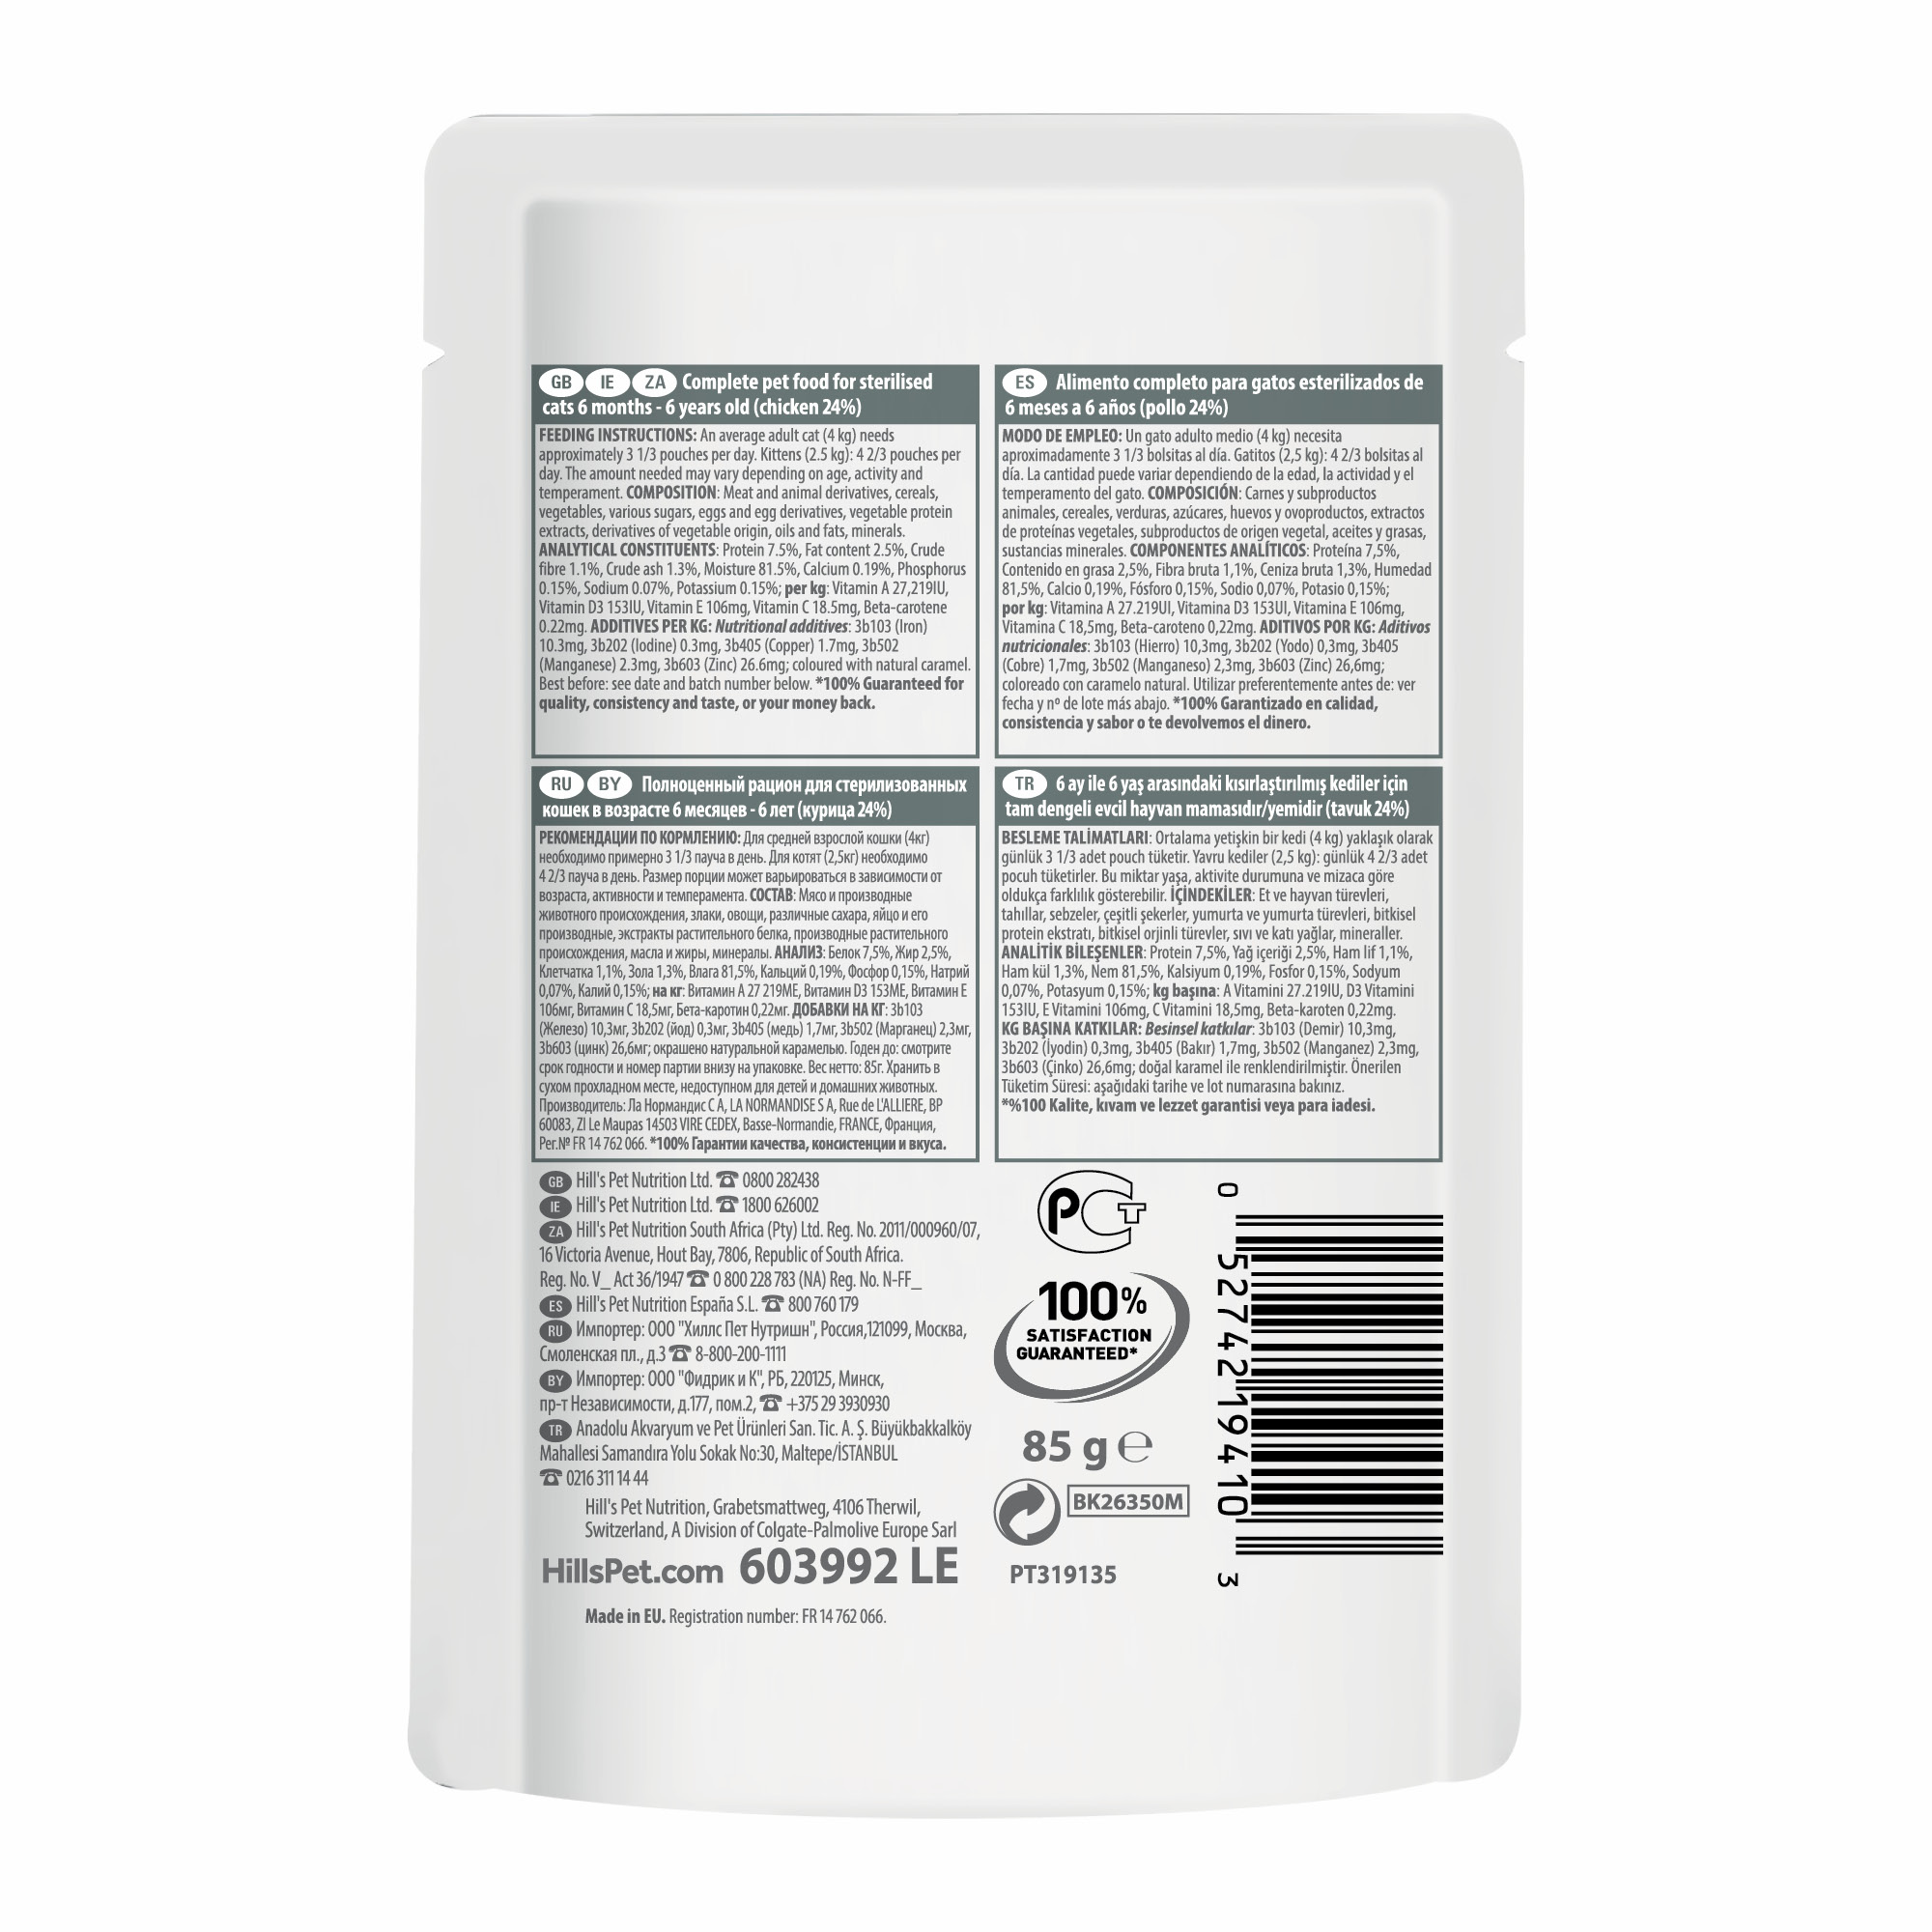 GB IE ZA Complete pet food for sterilised
cats 6 months - 6 years old (chicken 24%)
FEEDING INSTRUCTIONS: An average adult cat (4 kg) needs
approximately 3 1/3 pouches per day. Kittens (2.5 kg): 4 2/3 pouches per
day. The amount needed may vary depending on age, activity and
temperament. COMPOSITION: Meat and animal derivatives, cereals,
vegetables, various sugars, eggs and egg derivatives, vegetable protein
extracts, derivatives of vegetable origin, oils and fats, minerals.
ANALYTICAL CONSTITUENTS: Protein 7.5%, Fat content 2.5%, Crude
fibre 1.1%, Crude ash 1.3%, Moisture 81.5%, Calcium 0.19%, Phosphorus
0.15%, Sodium 0.07%, Potassium 0.15%; per kg: Vitamin A 27,219IU,
Vitamin D3 153IU, Vitamin E 106mg, Vitamin C 18.5mg, Beta-carotene
0.22mg. ADDITIVES PER KG: Nutritional additives: 3b103 (Iron)
10.3mg, 3b202 (Iodine) 0.3mg, 3b405 (Copper) 1.7mg, 3b502
(Manganese) 2.3mg, 3b603 (Zinc) 26.6mg; coloured with natural caramel.
Best before: see date and batch number below. *100% Guaranteed for
quality, consistency and taste, or your money back.
ES Alimento completo para gatos esterilizados de
6 meses a 6 años (pollo 24%)
MODO DE EMPLEO: Un gato adulto medio (4 kg) necesita
aproximadamente 3 1/3 bolsitas al día. Gatitos (2,5 kg): 4 2/3 bolsitas al
día. La cantidad puede variar dependiendo de la edad, la actividad y el
temperamento del gato. COMPOSICIÓN: Carnes y subproductos
animales, cereales, verduras, azúcares, huevos y ovoproductos, extractos
de proteínas vegetales, subproductos de origen vegetal, aceites y grasas,
sustancias minerales. COMPONENTES ANALÍTICOS: Proteína 7,5%,
Contenido en grasa 2,5%, Fibra bruta 1,1%, Ceniza bruta 1,3%, Humedad
81,5%, Calcio 0,19%, Fósforo 0,15%, Sodio 0,07%, Potasio 0,15%;
por kg: Vitamina A 27.219UI, Vitamina D3 153UI, Vitamina E 106mg,
Vitamina C 18,5mg, Beta-caroteno 0,22mg. ADITIVOS POR KG: Aditivos
nutricionales: 3b103 (Hierro) 10,3mg, 3b202 (Yodo) 0,3mg, 3b405
(Cobre) 1,7mg, 3b502 (Manganeso) 2,3mg, 3b603 (Zinc) 26,6mg;
coloreado con caramelo natural. Utilizar preferentemente antes de: ver
fecha y nº de lote más abajo. *100% Garantizado en calidad,
consistencia y sabor o te devolvemos el dinero.
RU BY Полноценный рацион для стерилизованных
кошек в возрасте 6 месяцев - 6 лет (курица 24%)
РЕКОМЕНДАЦИИ ПО КОРМЛЕНИЮ: Для средней взрослой кошки (4кг)
необходимо примерно 3 1/3 пауча в день. Для котят (2,5кг) необходимо
4 2/3 пауча в день. Размер порции может варьироваться в зависимости от
возраста, активности и темперамента. СОСТАВ: Мясо и производные
животного происхождения, злаки, овощи, различные сахара, яйцо и его
производные, экстракты растительного белка, производные растительного
происхождения, масла и жиры, минералы. АНАЛИЗ: Белок 7,5%, Жир 2,5%,
Клетчатка 1,1%, Зола 1,3%, Влага 81,5%, Кальций 0,19%, Фосфор 0,15%, Натрий
0,07%, Калий 0,15%; на кг: Витамин А 27 219МЕ, Витамин D3 153МЕ, Витамин Е
106мг, Витамин С 18,5мг, Бета-каротин 0,22мг. ДОБАВКИ НА КГ: 3b103
(Железо) 10,3мг, 3b202 (йод) 0,3мг, 3b405 (медь) 1,7мг, 3b502 (Марганец) 2,3мг,
3b603 (цинк) 26,6мг; окрашено натуральной карамелью. Годен до: смотрите
срок годности и номер партии внизу на упаковке. Вес нетто: 85г. Хранить в
сухом прохладном месте, недоступном для детей и домашних животных.
Производитель: Ла Нормандис С А, LA NORMANDISE S A, Rue de L'ALLIERE, BP
60083, ZI Le Maupas 14503 VIRE CEDEX, Basse-Normandie, FRANCE, Франция,
Рег.№ FR 14 762 066. *100% Гарантии качества, консистенции и вкуса.
TR 6 ay ile 6 yaş arasındaki kısırlaştırılmış kediler için
tam dengeli evcil hayvan mamasıdır/yemidir (tavuk 24%)
BESLEME TALİMATLARI: Ortalama yetişkin bir kedi (4 kg) yaklaşık olarak
günlük 3 1/3 adet pouch tüketir. Yavru kediler (2,5 kg): günlük 4 2/3 adet
pocuh tüketirler. Bu miktar yaşa, aktivite durumuna ve mizaca göre
oldukça farklılık gösterebilir. İÇİNDEKİLER: Et ve hayvan türevleri,
tahıllar, sebzeler, çeşitli şekerler, yumurta ve yumurta türevleri, bitkisel
protein ekstratı, bitkisel orjinli türevler, sıvı ve katı yağlar, mineraller.
ANALİTİK BİLEŞENLER: Protein 7,5%, Yağ içeriği 2,5%, Ham lif 1,1%,
Ham kül 1,3%, Nem 81,5%, Kalsiyum 0,19%, Fosfor 0,15%, Sodyum
0,07%, Potasyum 0,15%; kg başına: A Vitamini 27.219IU, D3 Vitamini
153IU, E Vitamini 106mg, C Vitamini 18,5mg, Beta-karoten 0,22mg.
KG BAŞINA KATKILAR: Besinsel katkılar: 3b103 (Demir) 10,3mg,
3b202 (İyodin) 0,3mg, 3b405 (Bakır) 1,7mg, 3b502 (Manganez) 2,3mg,
3b603 (Çinko) 26,6mg; doğal karamel ile renklendirilmiştir. Önerilen
Tüketim Süresi: aşağıdaki tarihe ve lot numarasına bakınız.
*%100 Kalite, kıvam ve lezzet garantisi veya para iadesi.
GB Hill's Pet Nutrition Ltd. ☎ 0800 282438
IE Hill's Pet Nutrition Ltd. ☎ 1800 626002
ZA Hill's Pet Nutrition South Africa (Pty) Ltd. Reg. No. 2011/000960/07,
16 Victoria Avenue, Hout Bay, 7806, Republic of South Africa.
Reg. No. V_ Act 36/1947 ☎ 0 800 228 783 (NA) Reg. No. N-FF_
ES Hill's Pet Nutrition España S.L. ☎ 800 760 179
RU Импортер: ООО "Хиллс Пет Нутришн", Россия,121099, Москва,
Смоленская пл., д.3 ☎ 8-800-200-1111
BY Импортер: ООО "Фидрик и К", РБ, 220125, Минск,
пр-т Независимости, д.177, пом.2, ☎ +375 29 3930930
TR Anadolu Akvaryum ve Pet Ürünleri San. Tic. A. Ş. Büyükbakkalköy
Mahallesi Samandıra Yolu Sokak No:30, Maltepe/İSTANBUL
☎ 0216 311 14 44
Hill's Pet Nutrition, Grabetsmattweg, 4106 Therwil,
Switzerland, A Division of Colgate-Palmolive Europe Sarl
HillsPet.com 603992 LE
Made in EU. Registration number: FR 14 762 066.
РСТ
100%
SATISFACTION
GUARANTEED*
85 g ℮
BK26350M
PT319135
0 52742 19410 3